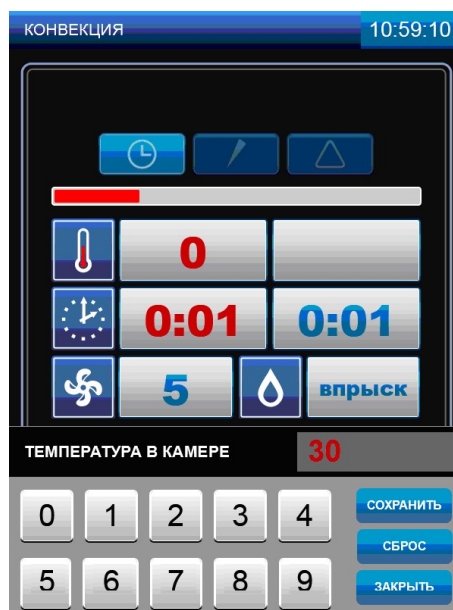 КОНВЕКЦИЯ 10:59:10
0
0:01 0:01
5 впрыск
ТЕМПЕРАТУРА В КАМЕРЕ 30
0 1 2 3 4 СОХРАНИТЬ
СБРОС
5 6 7 8 9 ЗАКРЫТЬ